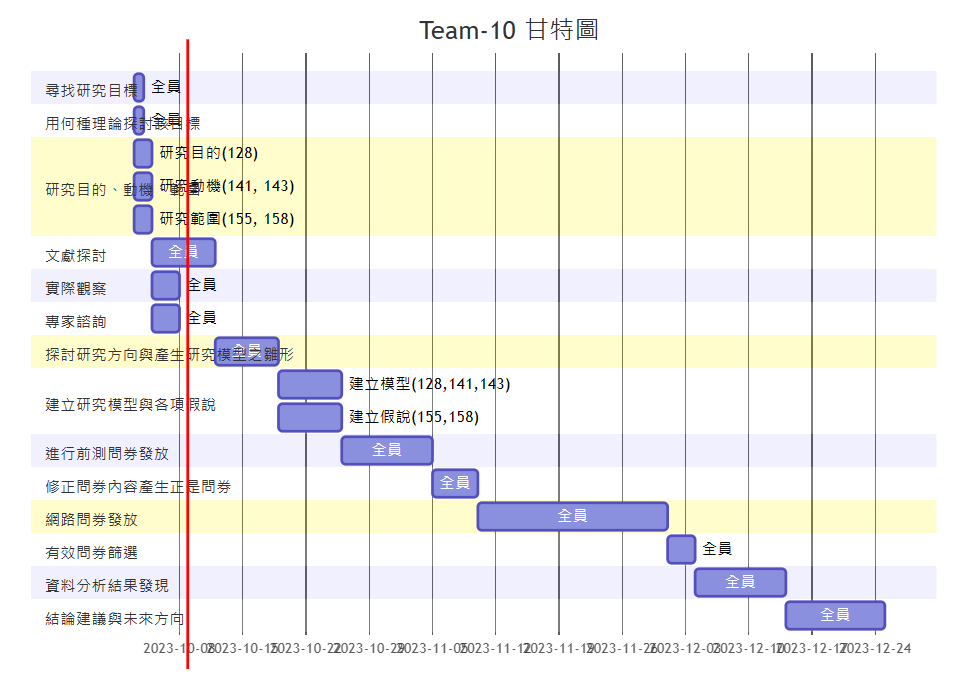 Team-10 甘特圖
尋找研究目標 全員
用何種理論探討該目標 全員
研究目的(128)
研究目的、動機、範圍 研究動機(141, 143)
研究範圍(155, 158)
文獻探討 全員
實際觀察 全員
專家諮詢 全員
探討研究方向與產生研究模型之雛形 全員
建立模型(128,141,143)
建立研究模型與各項假說
建立假說(155,158)
進行前測問券發放 全員
修正問券內容產生正是問券 全員
網路問券發放 全員
有效問券篩選 全員
資料分析結果發現 全員
結論建議與未來方向 全員
2023-10-08 2023-10-15 2023-10-22 2023-10-29 2023-11-05 2023-11-12 2023-11-19 2023-11-26 2023-12-03 2023-12-10 2023-12-17 2023-12-24